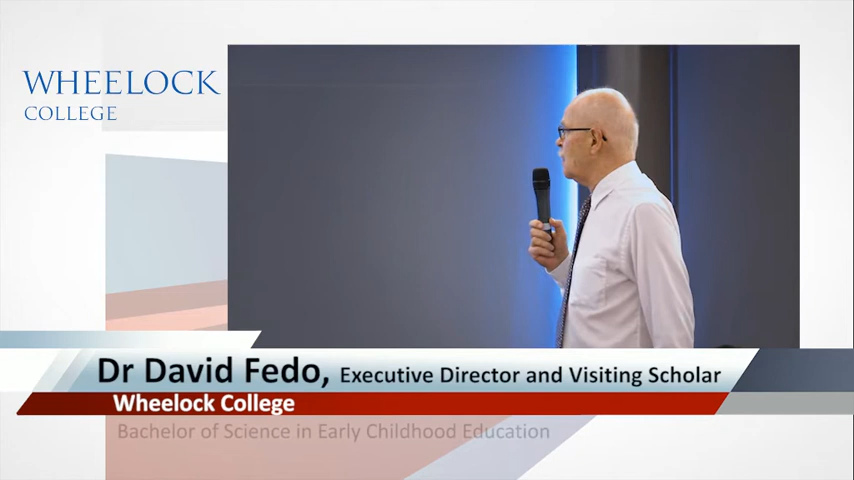 WHEELOCK
COLLEGE
Dr David Fedo, Executive Director and Visiting Scholar
Wheelock College
Bachelor of Science in Early Childhood Education